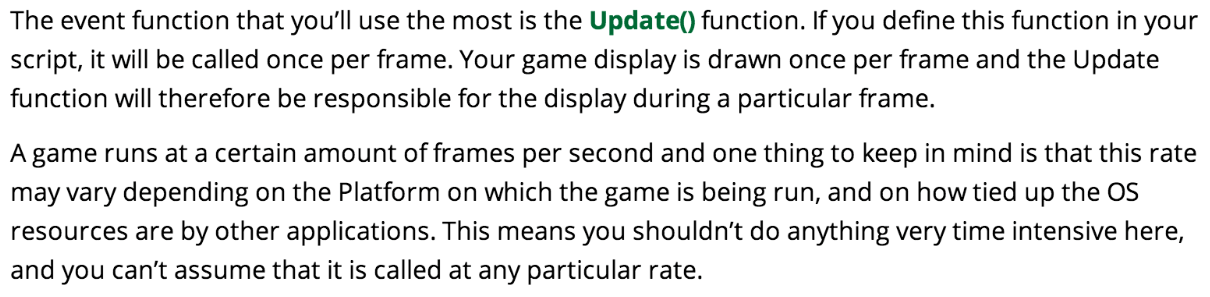 The event function that you’ll use the most is the Update() function. If you define this function in your
script, it will be called once per frame. Your game display is drawn once per frame and the Update
function will therefore be responsible for the display during a particular frame.
A game runs at a certain amount of frames per second and one thing to keep in mind is that this rate
may vary depending on the Platform on which the game is being run, and on how tied up the OS
resources are by other applications. This means you shouldn’t do anything very time intensive here,
and you can’t assume that it is called at any particular rate.